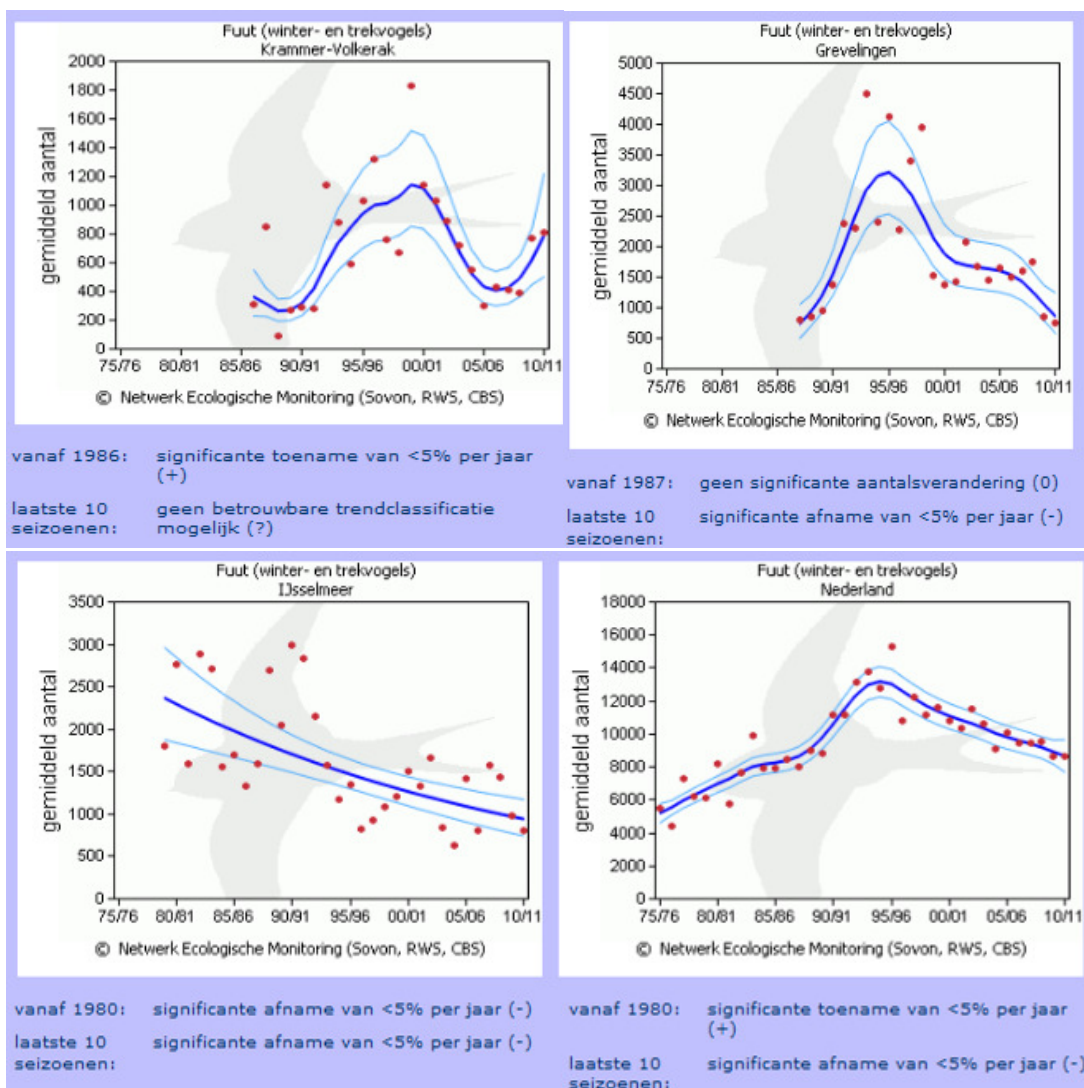 Fuut (winter- en trekvogels)
Krammer-Volkerak
gemiddeld aantal
2000
1800
1600
1400
1200
1000
800
600
400
200
0
75/76 80/81 85/86 90/91 95/96 00/01 05/06 10/11
© Netwerk Ecologische Monitoring (Sovon, RWS, CBS)
vanaf 1986: significante toename van <5% per jaar
(+)
laatste 10 geen betrouwbare trendclassificatie
seizoenen: mogelijk (?)
Fuut (winter- en trekvogels)
Grevelingen
gemiddeld aantal
5000
4500
4000
3500
3000
2500
2000
1500
1000
500
0
75/76 80/81 85/86 90/91 95/96 00/01 05/06 10/11
© Netwerk Ecologische Monitoring (Sovon, RWS, CBS)
vanaf 1987: geen significante aantalsverandering (0)
laatste 10 significante afname van <5% per jaar (-)
seizoenen:
Fuut (winter- en trekvogels)
IJsselmeer
gemiddeld aantal
3500
3000
2500
2000
1500
1000
500
0
75/76 80/81 85/86 90/91 95/96 00/01 05/06 10/11
© Netwerk Ecologische Monitoring (Sovon, RWS, CBS)
vanaf 1980: significante afname van <5% per jaar (-)
laatste 10 significante afname van <5% per jaar (-)
seizoenen:
Fuut (winter- en trekvogels)
Nederland
gemiddeld aantal
18000
16000
14000
12000
10000
8000
6000
4000
2000
0
75/76 80/81 85/86 90/91 95/96 00/01 05/06 10/11
© Netwerk Ecologische Monitoring (Sovon, RWS, CBS)
vanaf 1980: significante toename van <5% per jaar
(+)
laatste 10 significante afname van <5% per jaar (-)
seizoenen: